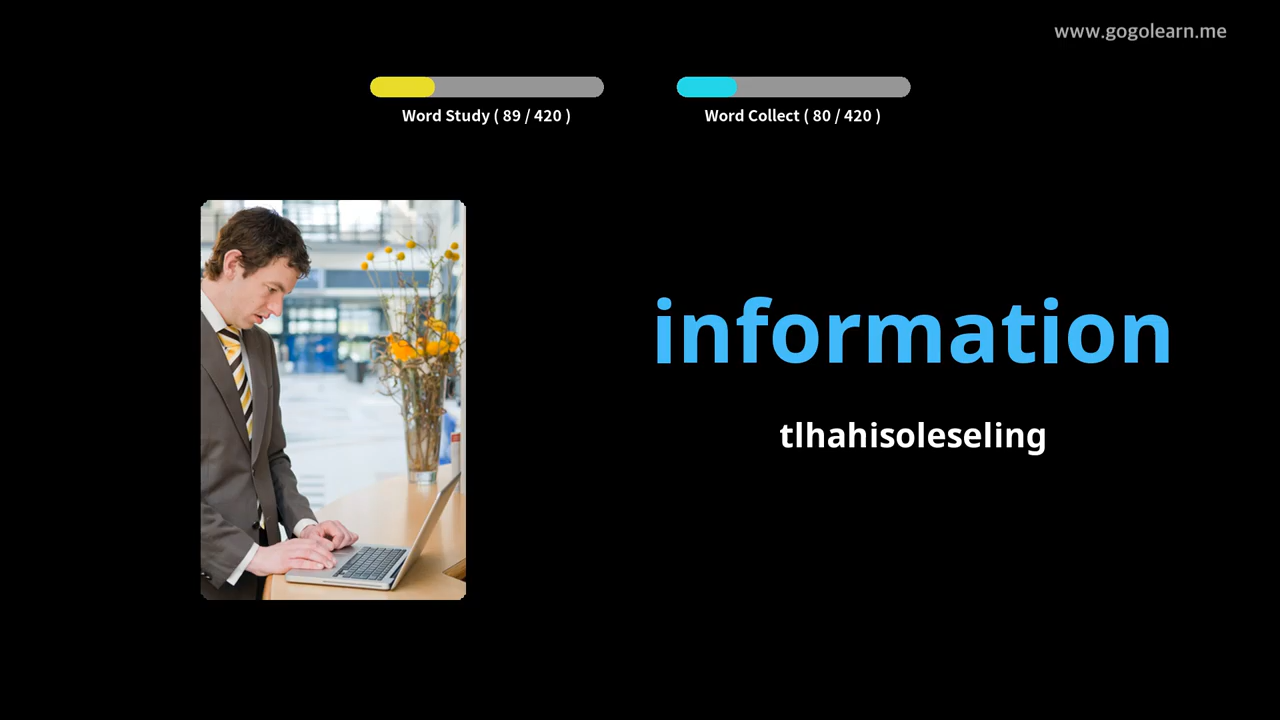 www.gogolearn.me
Word Study ( 89 / 420 )
Word Collect ( 80 / 420 )
information
tlhahisoleseling